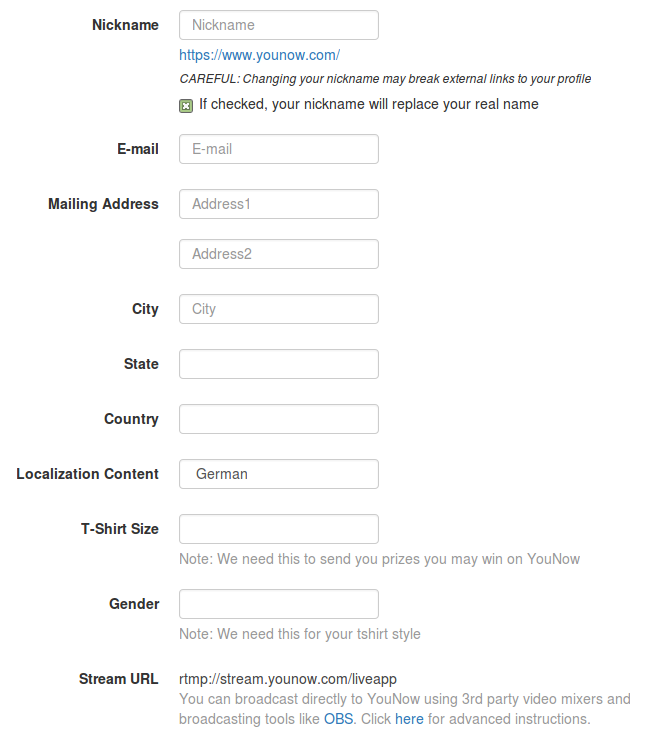 Nickname Nickname
https://www.younow.com/
CAREFUL: Changing your nickname may break external links to your profile
If checked, your nickname will replace your real name
E-mail E-mail
Mailing Address Address1
Address2
City City
State
Country
Localization Content German
T-Shirt Size
Note: We need this to send you prizes you may win on YouNow
Gender
Note: We need this for your tshirt style
Stream URL rtmp://stream.younow.com/liveapp
You can broadcast directly to YouNow using 3rd party video mixers and
broadcasting tools like OBS. Click here for advanced instructions.